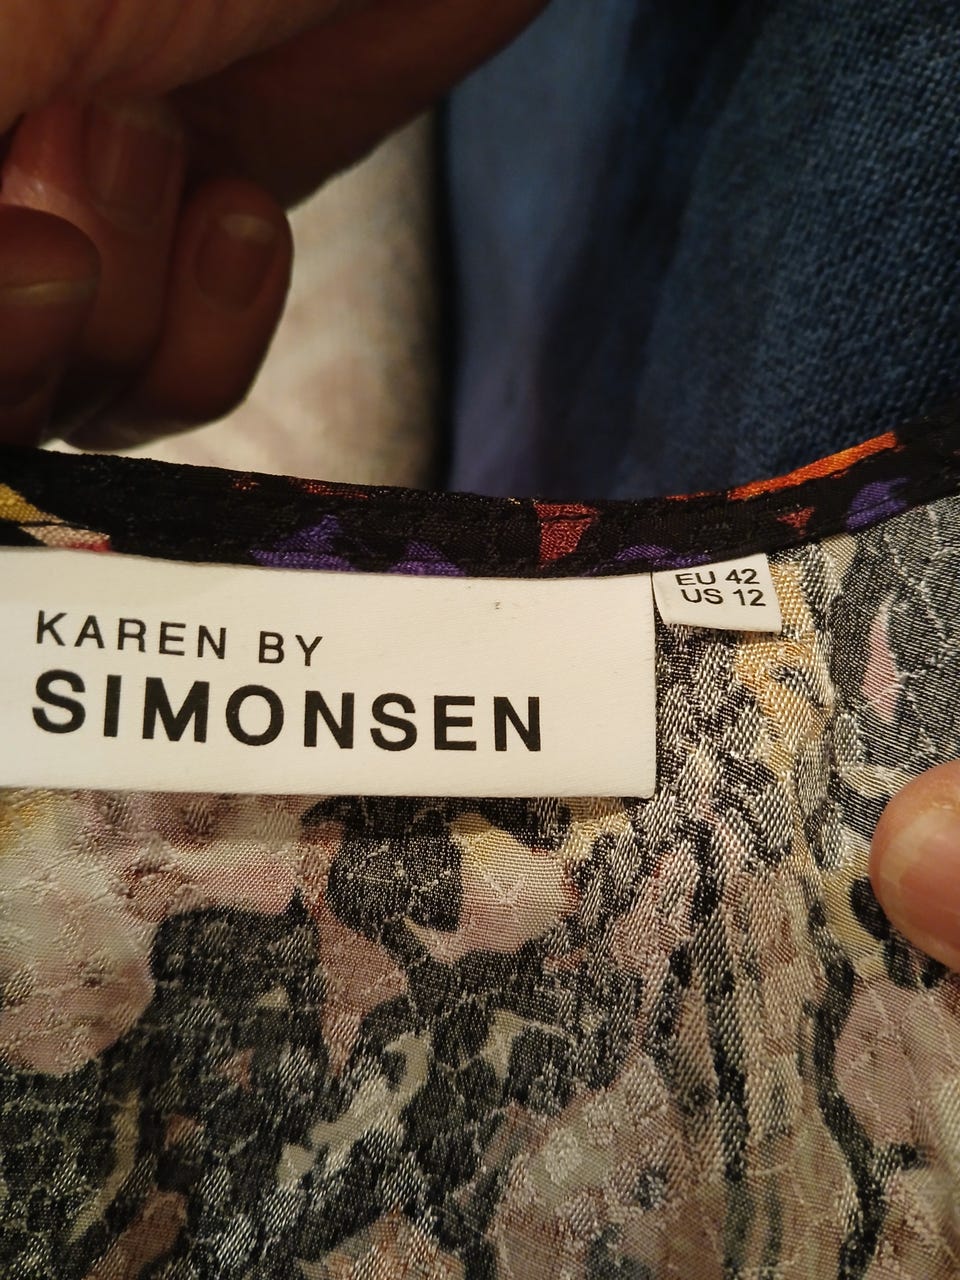 KAREN BY
SIMONSEN
EU 42
US 12